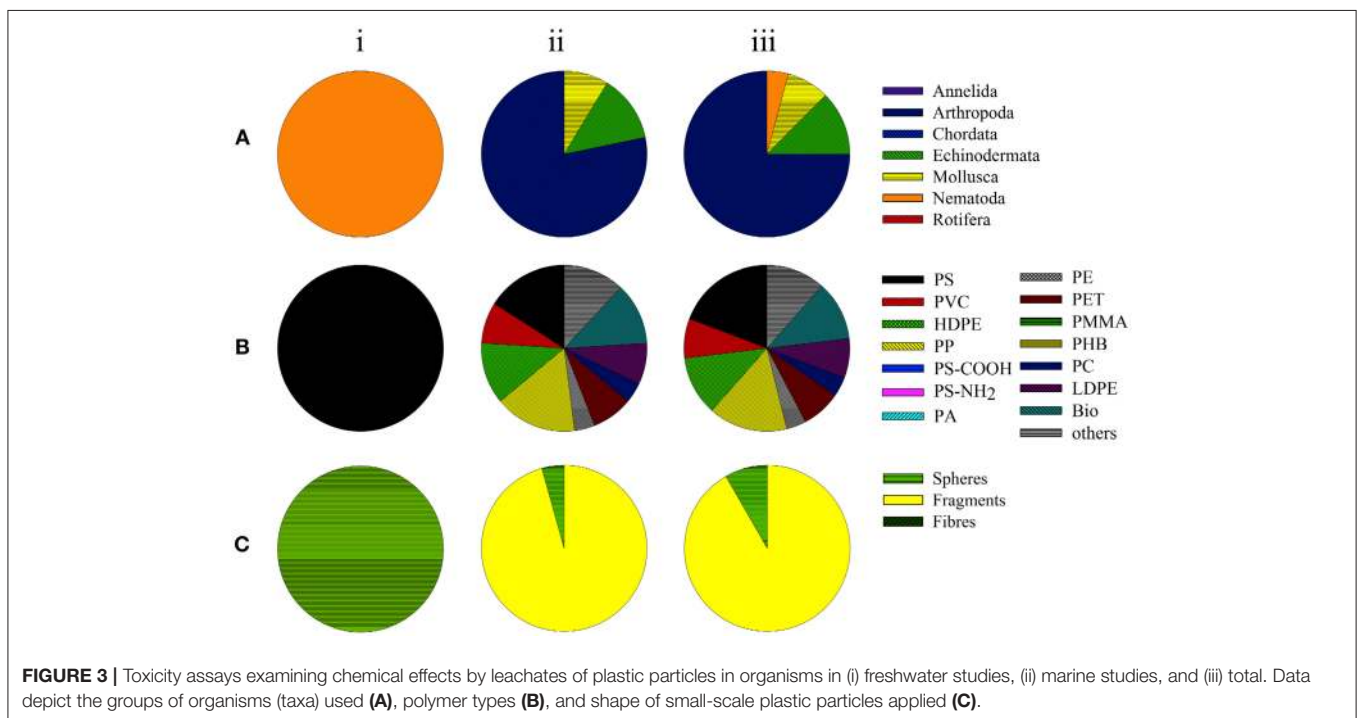 i ii iii
A
Annelida
Arthropoda
Chordata
Echinodermata
Mollusca
Nematoda
Rotifera
B
PS
PVC
HDPE
PP
PS-COOH
PS-NH2
PA
PE
PET
PMMA
PHB
PC
LDPE
Bio
others
C
Spheres
Fragments
Fibres
FIGURE 3 | Toxicity assays examining chemical effects by leachates of plastic particles in organisms in (i) freshwater studies, (ii) marine studies, and (iii) total. Data
depict the groups of organisms (taxa) used (A), polymer types (B), and shape of small-scale plastic particles applied (C).